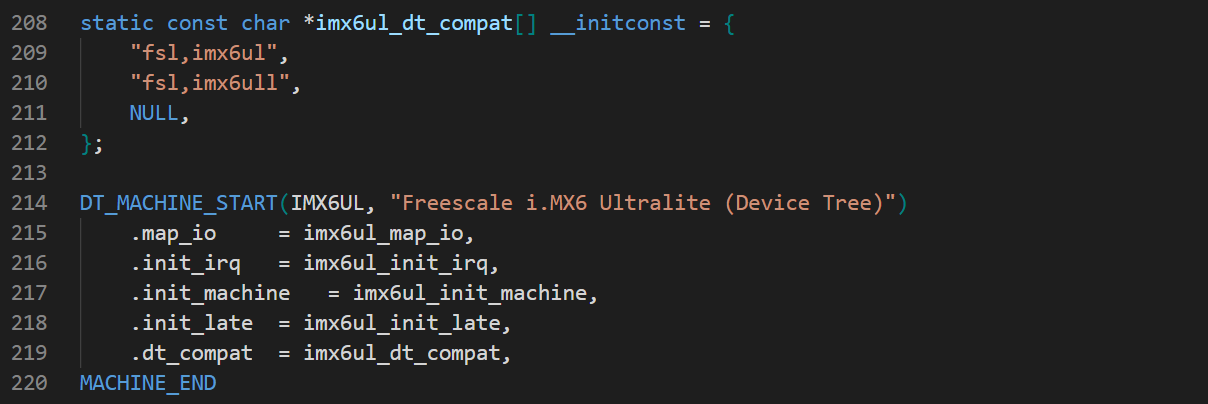 208 static const char *imx6ul_dt_compat[] __initconst = {
209     "fsl,imx6ul",
210     "fsl,imx6ull",
211     NULL,
212 };
213
214 DT_MACHINE_START(IMX6UL, "Freescale i.MX6 Ultralite (Device Tree)")
215     .map_io     = imx6ul_map_io,
216     .init_irq   = imx6ul_init_irq,
217     .init_machine   = imx6ul_init_machine,
218     .init_late  = imx6ul_init_late,
219     .dt_compat  = imx6ul_dt_compat,
220 MACHINE_END